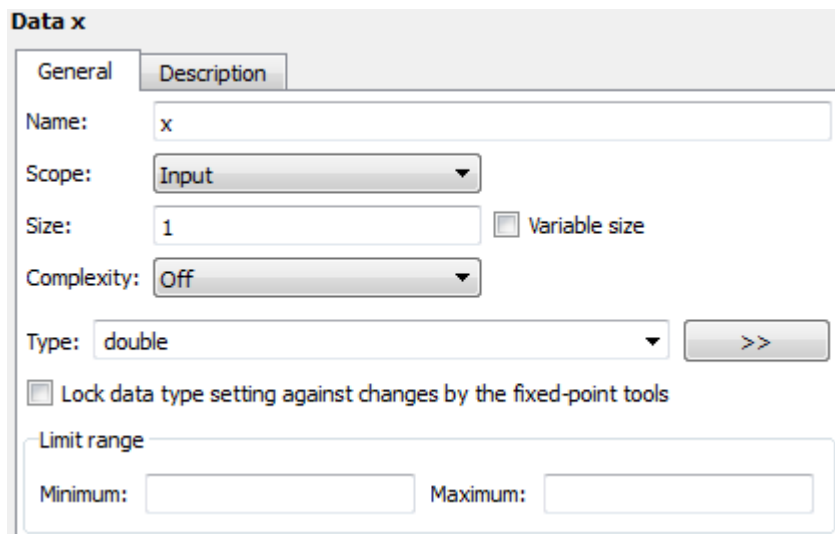 Data x
General Description
Name: x
Scope: Input
Size: 1 Variable size
Complexity: Off
Type: double >>
Lock data type setting against changes by the fixed-point tools
Limit range
Minimum: Maximum: